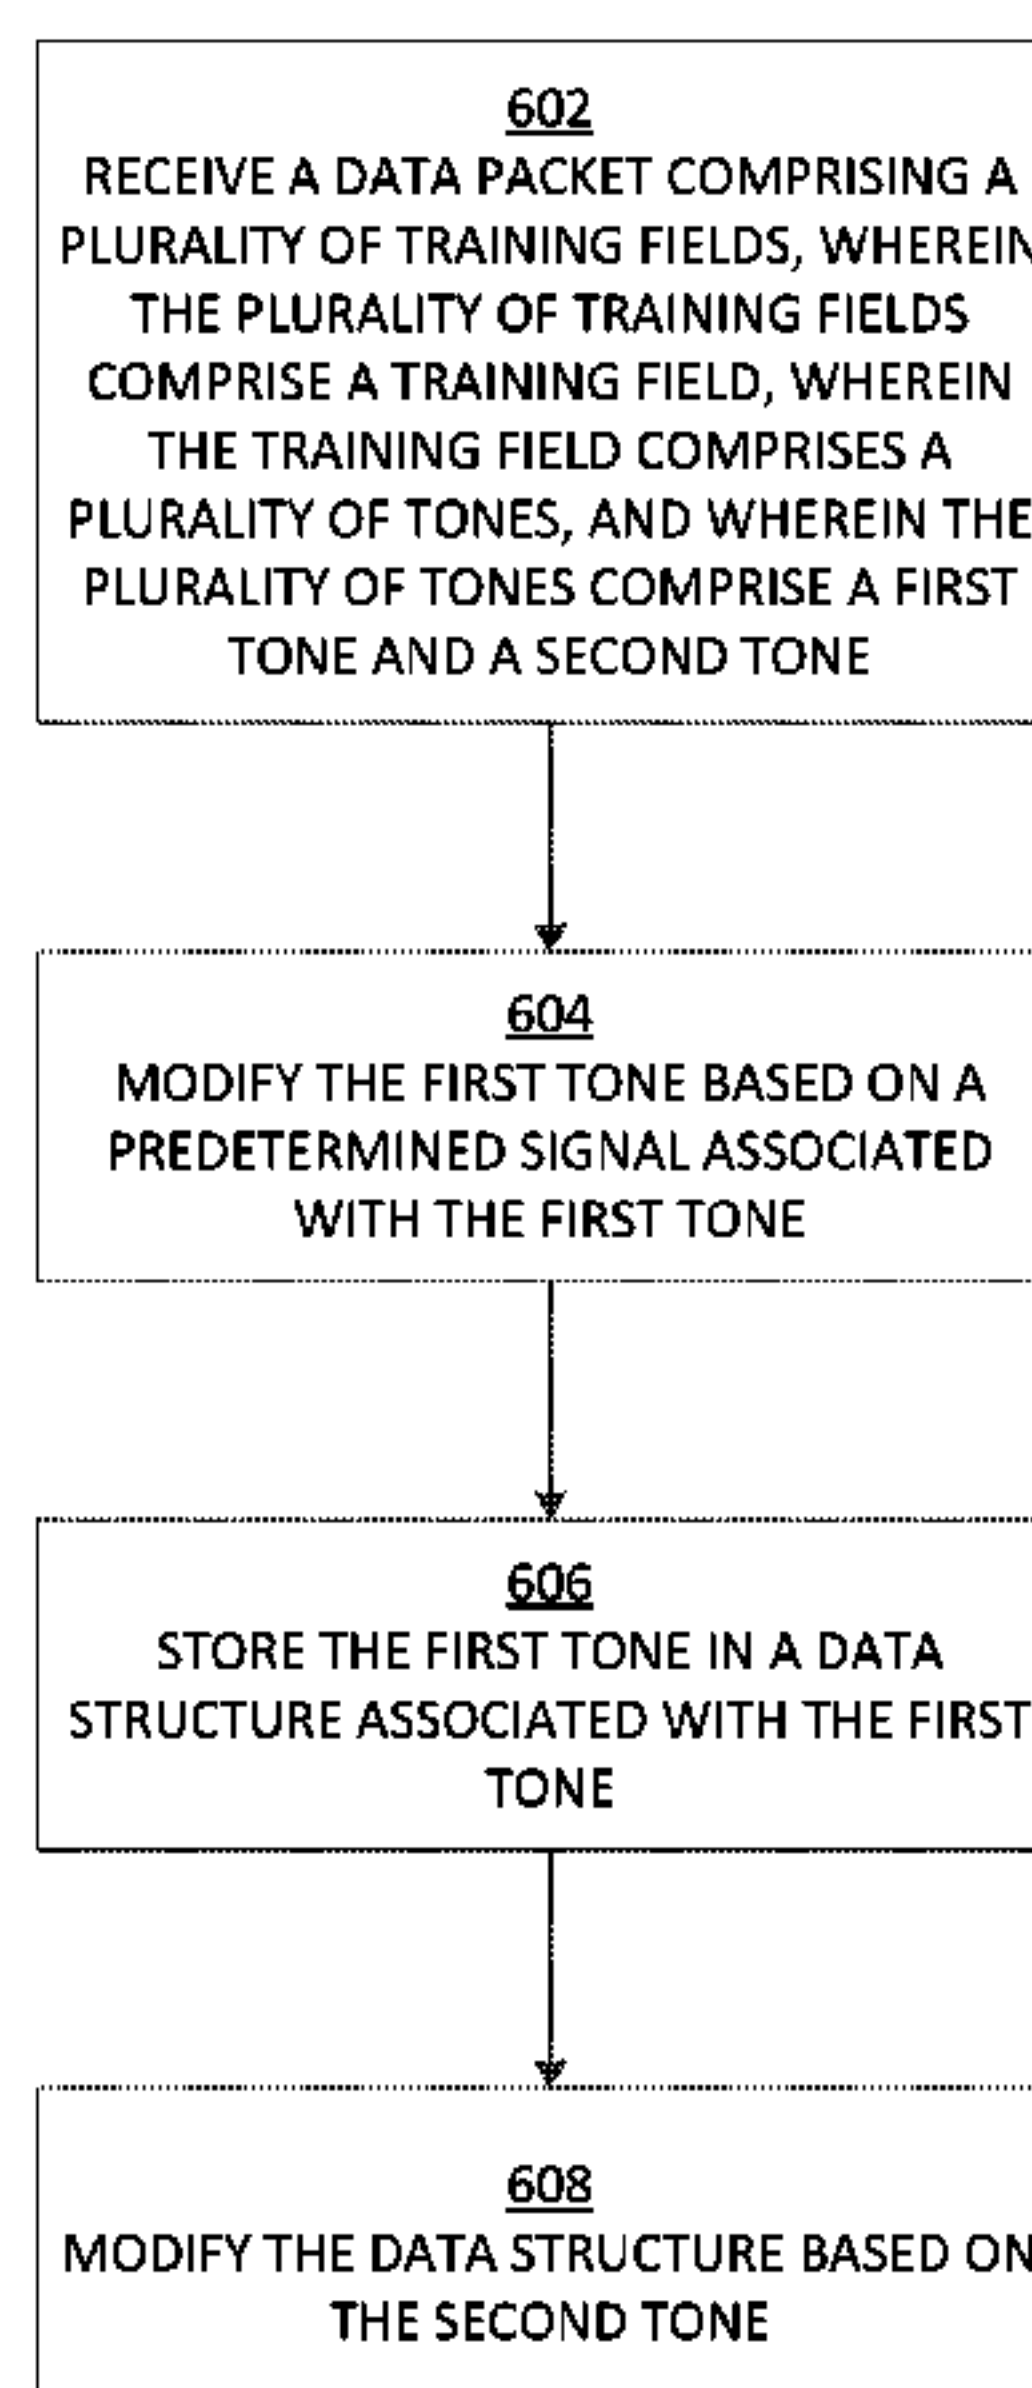 602
RECEIVE A DATA PACKET COMPRISING A
PLURALITY OF TRAINING FIELDS, WHEREIN
THE PLURALITY OF TRAINING FIELDS
COMPRISE A TRAINING FIELD, WHEREIN
THE TRAINING FIELD COMPRISES A
PLURALITY OF TONES, AND WHEREIN THE
PLURALITY OF TONES COMPRISE A FIRST
TONE AND A SECOND TONE
604
MODIFY THE FIRST TONE BASED ON A
PREDETERMINED SIGNAL ASSOCIATED
WITH THE FIRST TONE
606
STORE THE FIRST TONE IN A DATA
STRUCTURE ASSOCIATED WITH THE FIRST
TONE
608
MODIFY THE DATA STRUCTURE BASED ON
THE SECOND TONE